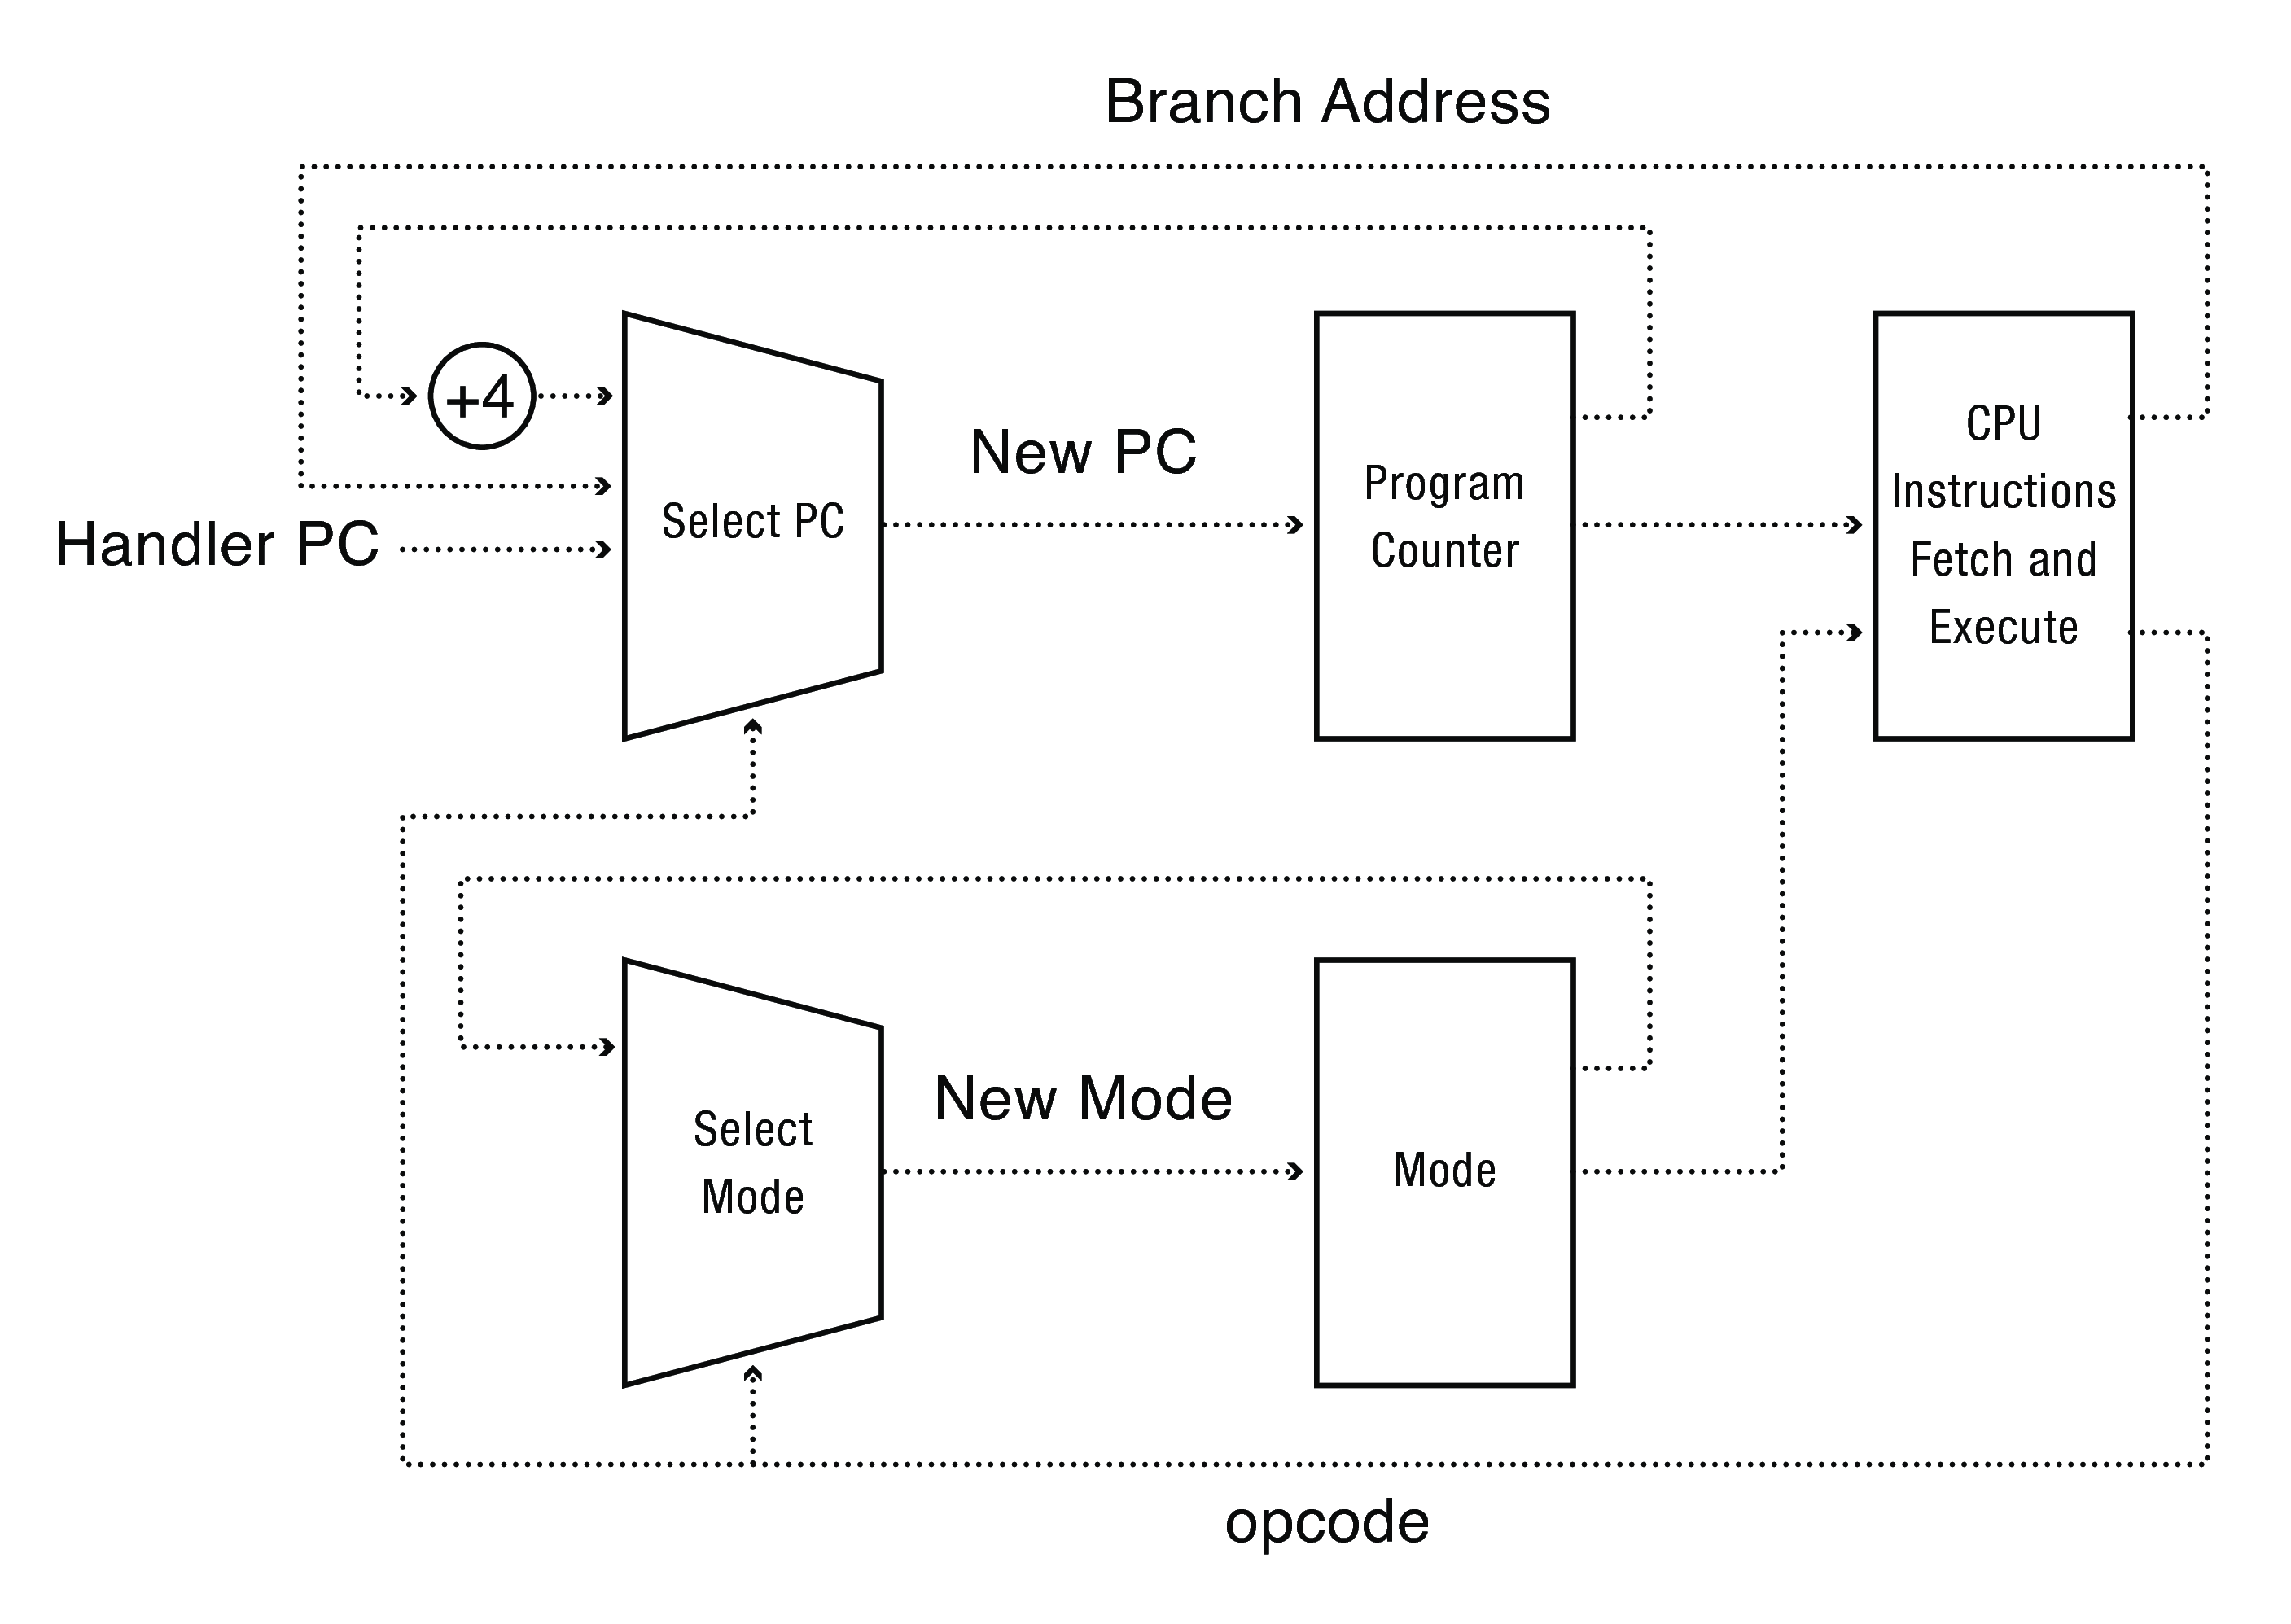 Branch Address
+4
Handler PC
Select PC
New PC
Program
Counter
CPU
Instructions
Fetch and
Execute
Select
Mode
New Mode
Mode
opcode